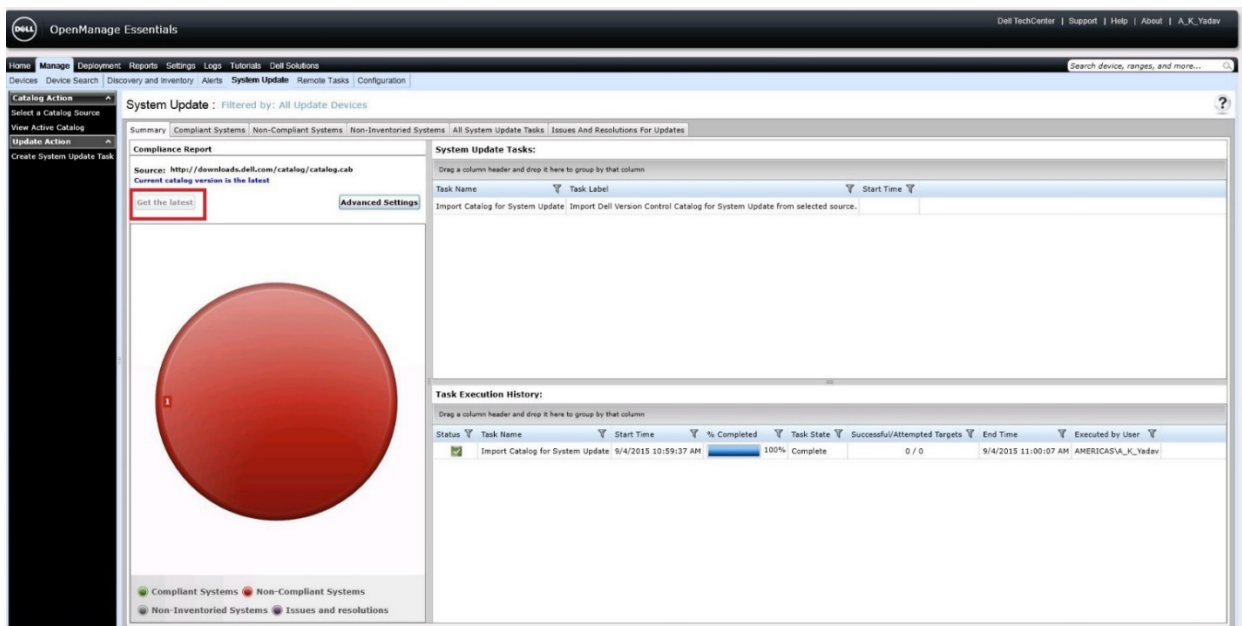 DELL OpenManage Essentials
Dell TechCenter | Support | Help | About | A_K_Yadav
Home Manage Deployment Reports Settings Logs Tutorials Dell Solutions
Search device, ranges, and more...
Devices Device Search Discovery and Inventory Alerts System Update Remote Tasks Configuration
Catalog Action
Select a Catalog Source
View Active Catalog
Update Action
Create System Update Task
System Update : Filtered by: All Update Devices
?
Summary Compliant Systems Non-Compliant Systems Non-Inventoried Systems All System Update Tasks Issues And Resolutions For Updates
Compliance Report
Source: http://downloads.dell.com/catalog/catalog.cab
Current catalog version is the latest
Get the latest
Advanced Settings
1
Compliant Systems Non-Compliant Systems
Non-Inventoried Systems Issues and resolutions
System Update Tasks:
Drag a column header and drop it here to group by that column
Task Name Task Label Start Time
Import Catalog for System Update Import Dell Version Control Catalog for System Update from selected source.
Task Execution History:
Drag a column header and drop it here to group by that column
Status Task Name Start Time % Completed Task State Successful/Attempted Targets End Time Executed by User
Import Catalog for System Update 9/4/2015 10:59:37 AM 100% Complete 0 / 0 9/4/2015 11:00:07 AM AMERICAS\A_K_Yadav